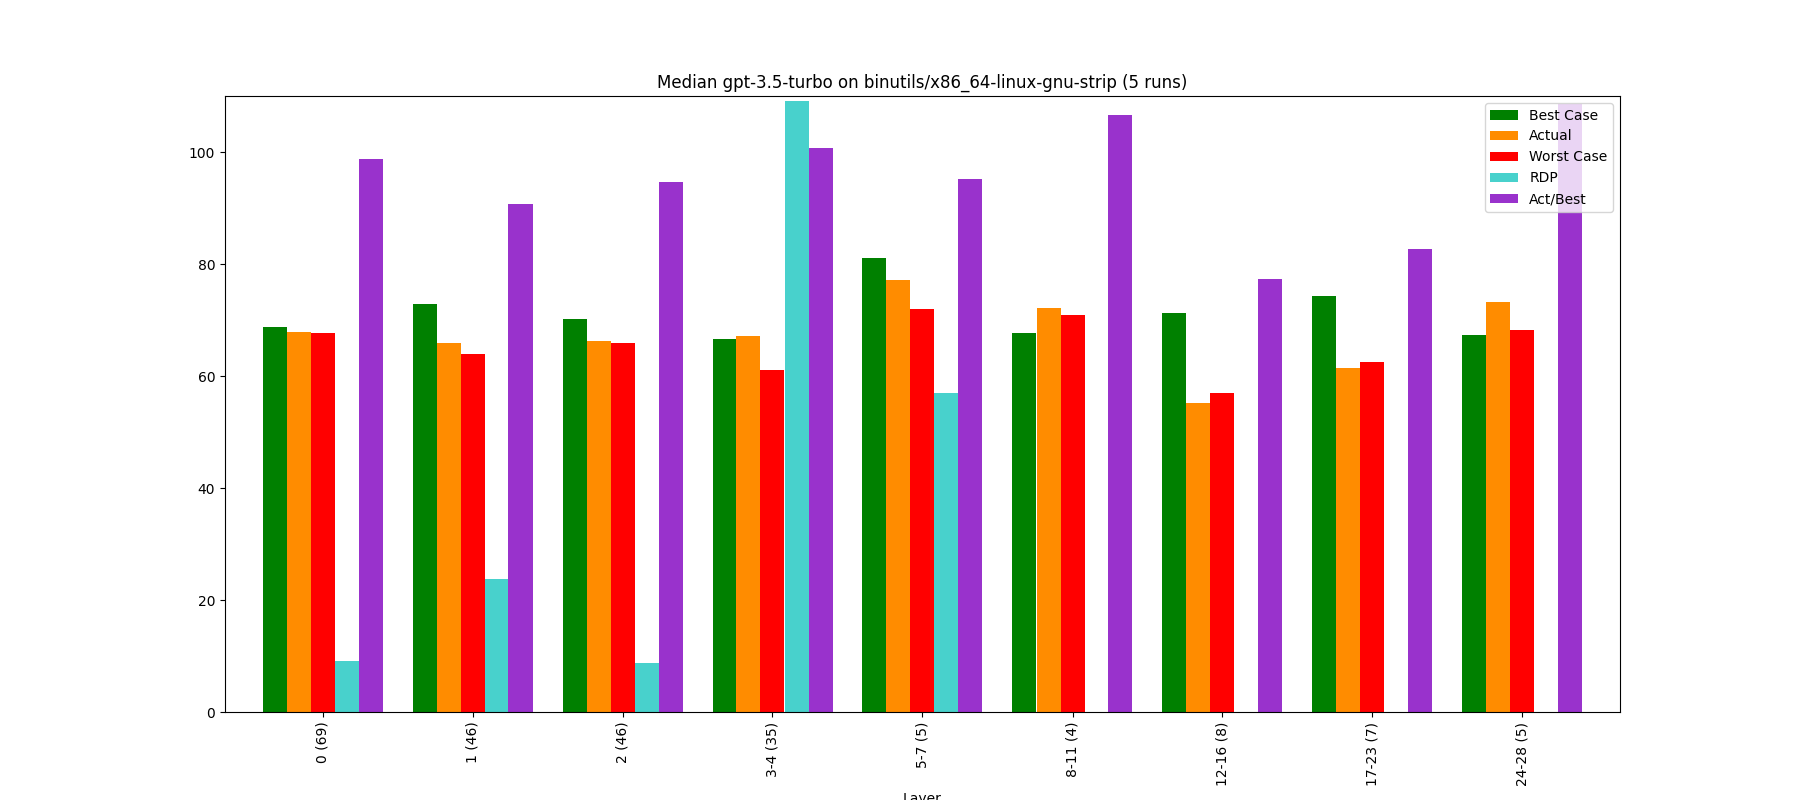 Median gpt-3.5-turbo on binutils/x86_64-linux-gnu-strip (5 runs)
Best Case
Actual
Worst Case
RDP
Act/Best
100
80
60
40
20
0
0 (69)
1 (46)
2 (46)
3-4 (35)
5-7 (5)
8-11 (4)
12-16 (8)
17-23 (7)
24-28 (5)
Layer